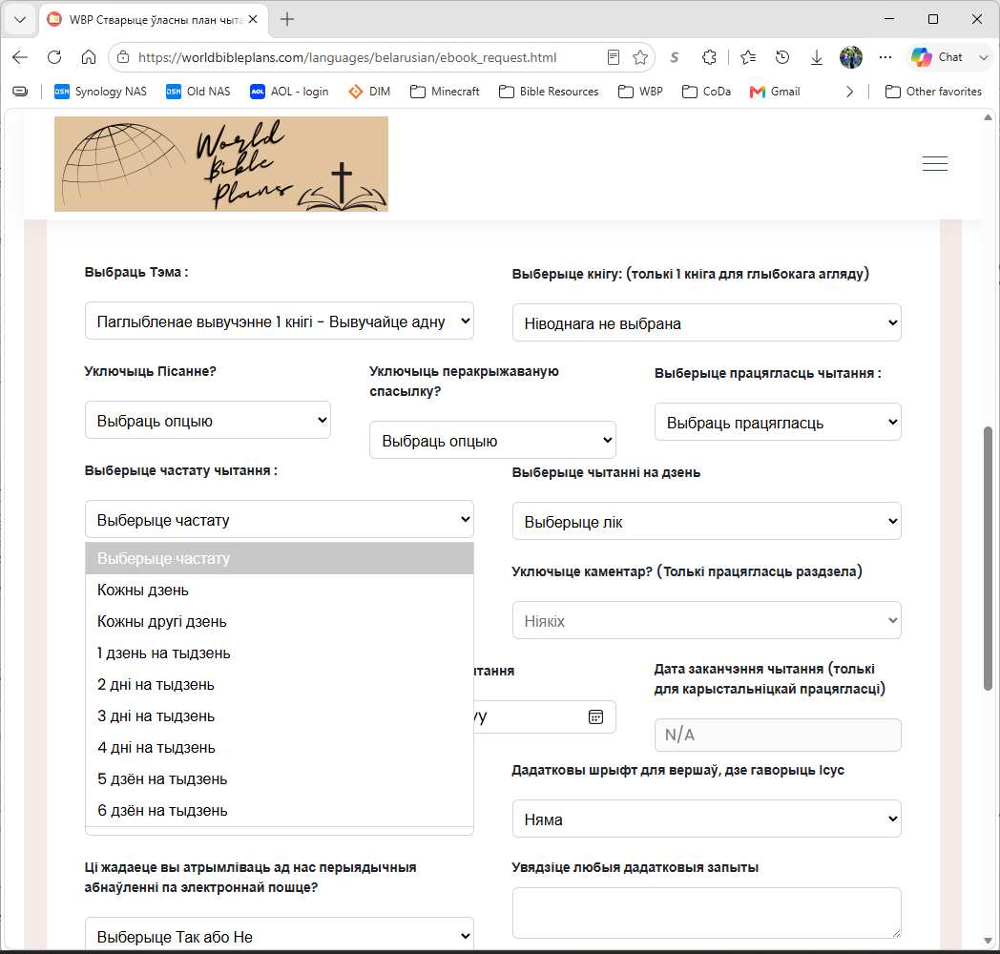 WBP Стварыце ўласны план чыта
https://worldbibleplans.com/languages/belarusian/ebook_request.html
Chat
Synology NAS
Old NAS
AOL - login
DIM
Minecraft
Bible Resources
WBP
CoDa
Gmail
Other favorites
World
Bible
Plans
Выбраць Тэма :
Выберыце кнігу: (толькі 1 кніга для глыбокага агляду)
Паглыбленае вывучэнне 1 кнігі - Вывучайце адну
Ніводнага не выбрана
Уключыць Пісанне?
Уключыць перакрыжаваную
спасылку?
Выберыце працягласць чытання :
Выбраць опцыю
Выбраць опцыю
Выбраць працягласць
Выберыце частату чытання :
Выберыце чытанні на дзень
Выберыце частату
Выберыце лік
Выберыце частату
Кожны дзень
Кожны другі дзень
1 дзень на тыдзень
2 дні на тыдзень
3 дні на тыдзень
4 дні на тыдзень
5 дзён на тыдзень
6 дзён на тыдзень
Уключыце каментар? (Толькі працягласць раздзела)
Ніякіх
ытання
Дата заканчэння чытання (толькі
для карыстальніцкай працягласці)
yy
N/A
Дадатковы шрыфт для вершаў, дзе гаворыць Ісус
Няма
Ці жадаеце вы атрымліваць ад нас перыядычныя
абнаўленні па электроннай пошце?
Увядзіце любыя дадатковыя запыты
Выберыце Так або Не